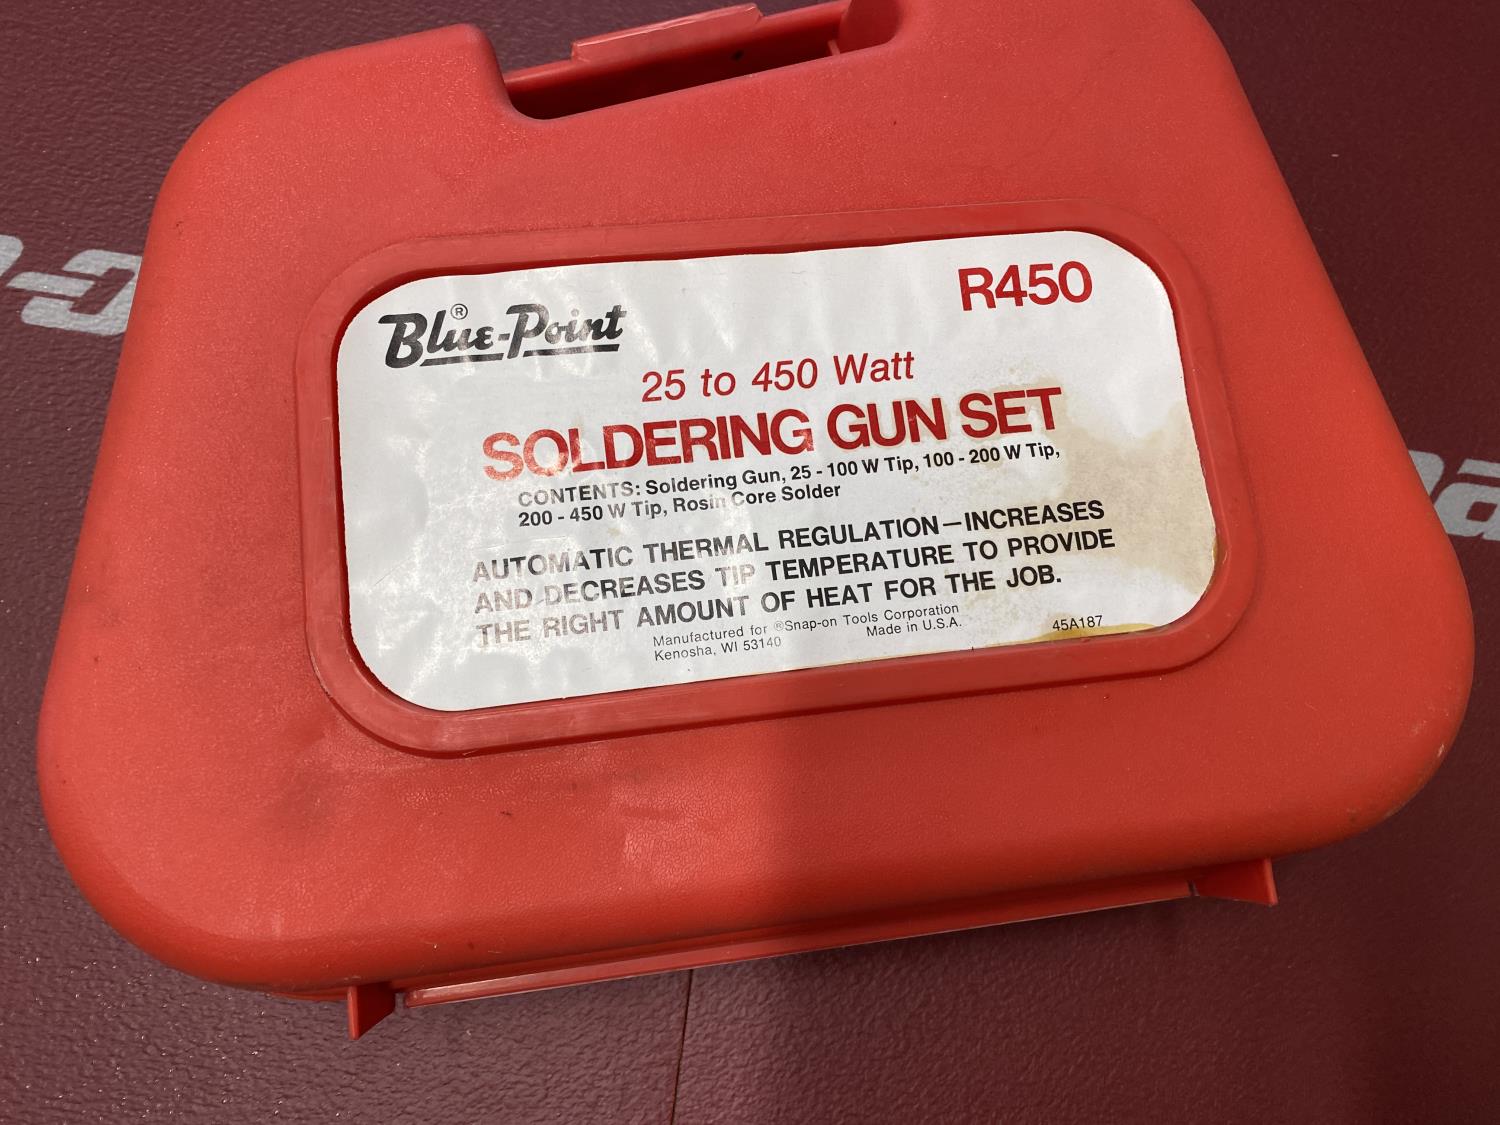 Blue-Point®
R450
25 to 450 Watt
SOLDERING GUN SET
CONTENTS: Soldering Gun, 25 - 100 W Tip, 100 - 200 W Tip,
200 - 450 W Tip, Rosin Core Solder
AUTOMATIC THERMAL REGULATION—INCREASES
AND DECREASES TIP TEMPERATURE TO PROVIDE
THE RIGHT AMOUNT OF HEAT FOR THE JOB.
Manufactured for ®Snap-on Tools Corporation
Kenosha, WI 53140 Made in U.S.A. 45A187